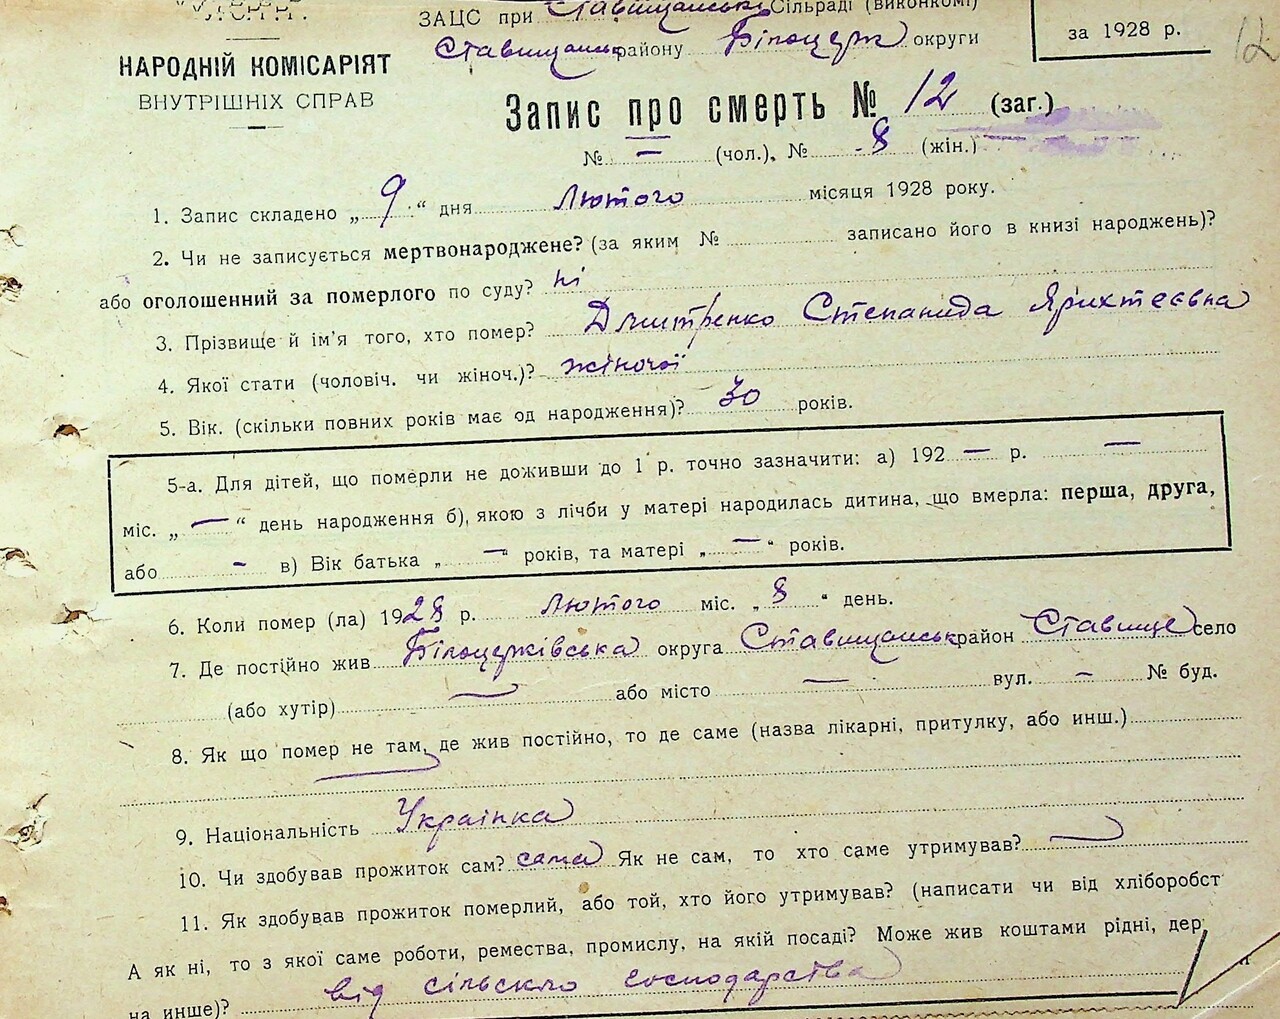 У.С.Р.Р.
НАРОДНІЙ КОМІСАРІЯТ
ВНУТРІШНІХ СПРАВ
ЗАЦС при Ставищанській Сільраді (виконкомі)
Ставищанськ району Білоцерк округи
за 1928 р.
12
Запис про смерть № 12 (заг.)
№ — (чол.), № 8 (жін.)
1. Запис складено „ 9 “ дня Лютого місяця 1928 року.
2. Чи не записується мертвонароджене? (за яким № записано його в книзі народжень)?
або оголошенний за померлого по суду? ні
3. Прізвище й ім'я того, хто помер? Дмитренко Степанида Ярихтеєвна
4. Якої стати (чоловіч. чи жіноч.)? жіночої
5. Вік. (скільки повних років має од народження)? 30 років.
5-а. Для дітей, що померли не доживши до 1 р. точно зазначити: а) 192 — р. —
міс. „ — “ день народження б), якою з лічби у матері народилась дитина, що вмерла: перша, друга,
або - в) Вік батька „ — “ років, та матері „ — “ років.
6. Коли помер (ла) 1928 р. Лютого міс. „ 8 “ день.
7. Де постійно жив Білоцерківська округа Ставищанськ район Ставище село
(або хутір) — або місто — вул. — № буд.
8. Як що помер не там, де жив постійно, то де саме (назва лікарні, притулку, або инш.)
9. Національність Українка
10. Чи здобував прожиток сам? сама Як не сам, то хто саме утримував? —
11. Як здобував прожиток померлий, або той, хто його утримував? (написати чи від хліборобст
А як ні, то з якої саме роботи, ремества, промислу, на якій посаді? Може жив коштами рідні, дер
на инше)? від сільскло господарства